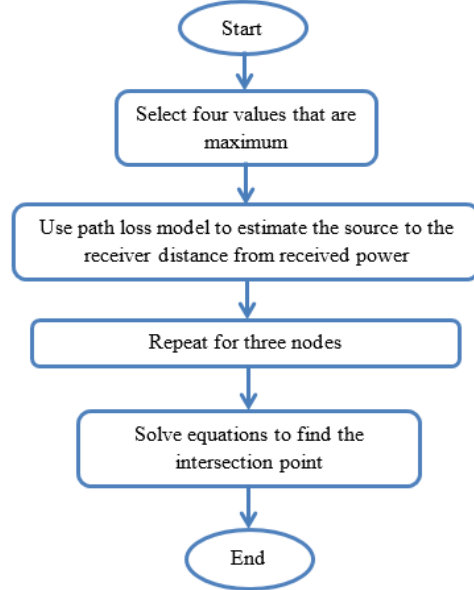 Start
Select four values that are
maximum
Use path loss model to estimate the source to the
receiver distance from received power
Repeat for three nodes
Solve equations to find the
intersection point
End